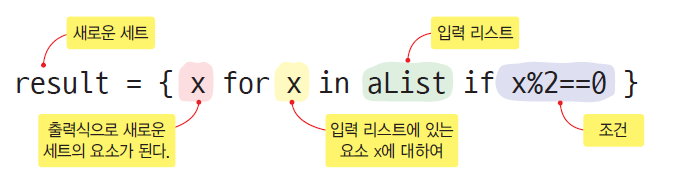 새로운 세트
입력 리스트
result = { x for x in aList if x%2==0 }
출력식으로 새로운
세트의 요소가 된다.
입력 리스트에 있는
요소 x에 대하여
조건